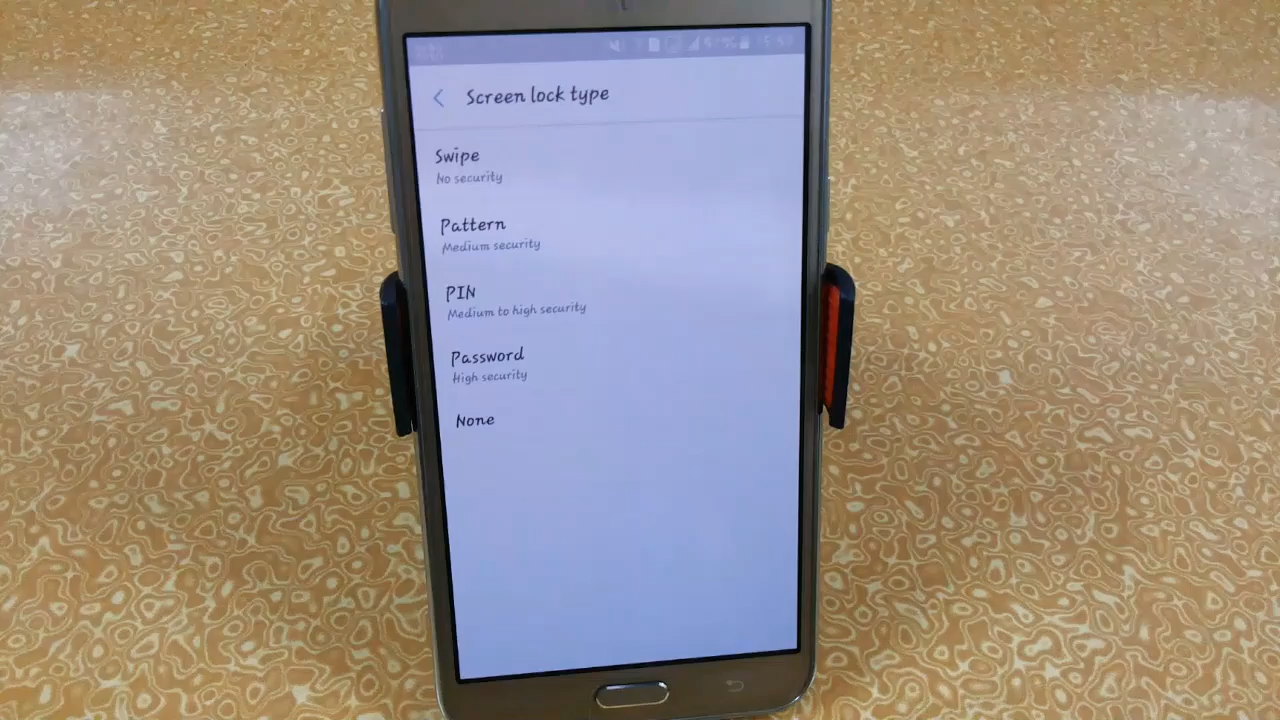 Screen lock type
Swipe
No security
Pattern
Medium security
PIN
Medium to high security
Password
High security
None